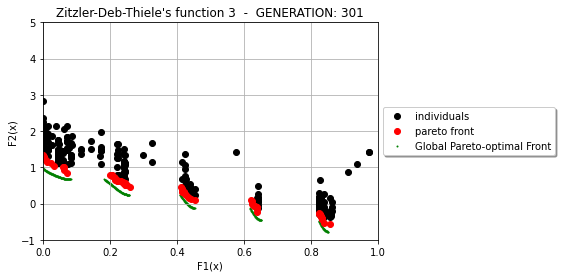 Zitzler-Deb-Thiele's function 3 - GENERATION: 301
5
4
3
2
1
0
−1
F2(x)
0.0 0.2 0.4 0.6 0.8 1.0
F1(x)
individuals
pareto front
Global Pareto-optimal Front